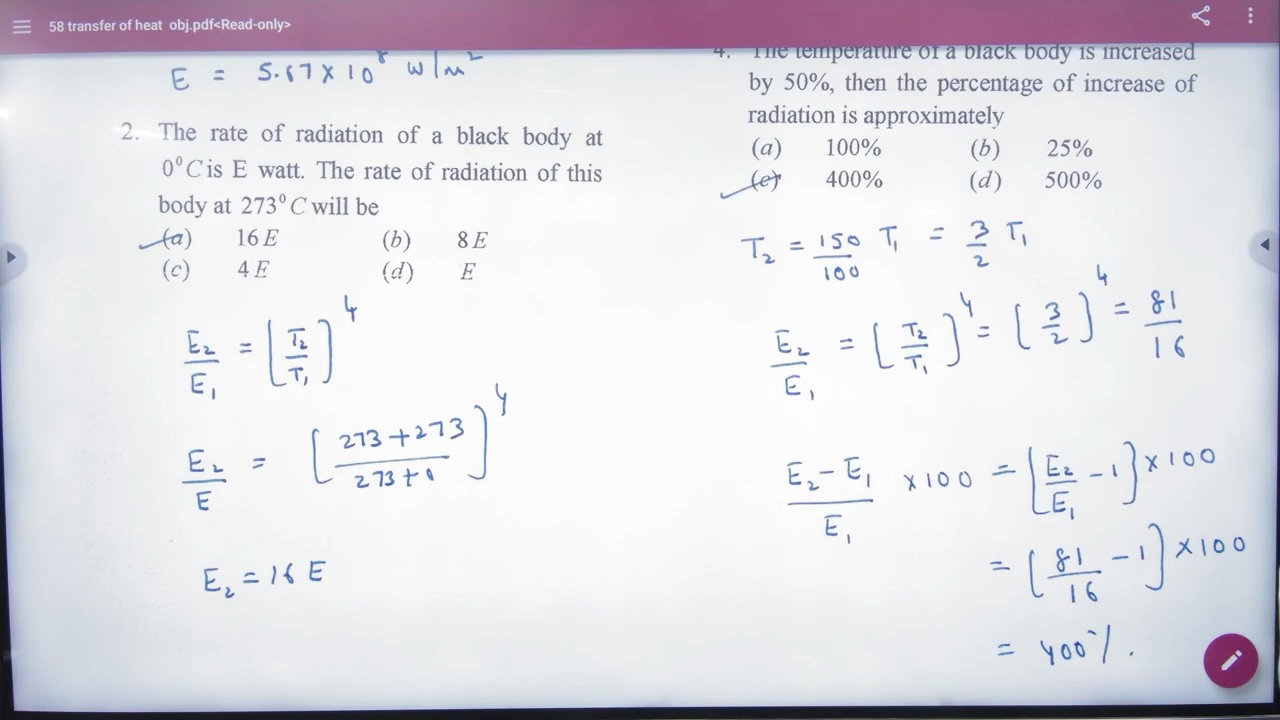 58 transfer of heat obj.pdf<Read-only>
E = 5.67 × 10⁸ W/m²
2. The rate of radiation of a black body at
0⁰C is E watt. The rate of radiation of this
body at 273⁰C will be
(a) 16E (b) 8E
(c) 4E (d) E
E₂/E₁ = [T₂/T₁]⁴
E₂/E = [273+273/273+0]⁴
E₂ = 16 E
4. The temperature of a black body is increased
by 50%, then the percentage of increase of
radiation is approximately
(a) 100% (b) 25%
(c) 400% (d) 500%
T₂ = 150/100 T₁ = 3/2 T₁
E₂/E₁ = [T₂/T₁]⁴ = [3/2]⁴ = 81/16
E₂-E₁/E₁ ×100 = [E₂/E₁ - 1] ×100
= [81/16 - 1] ×100
= 400%.